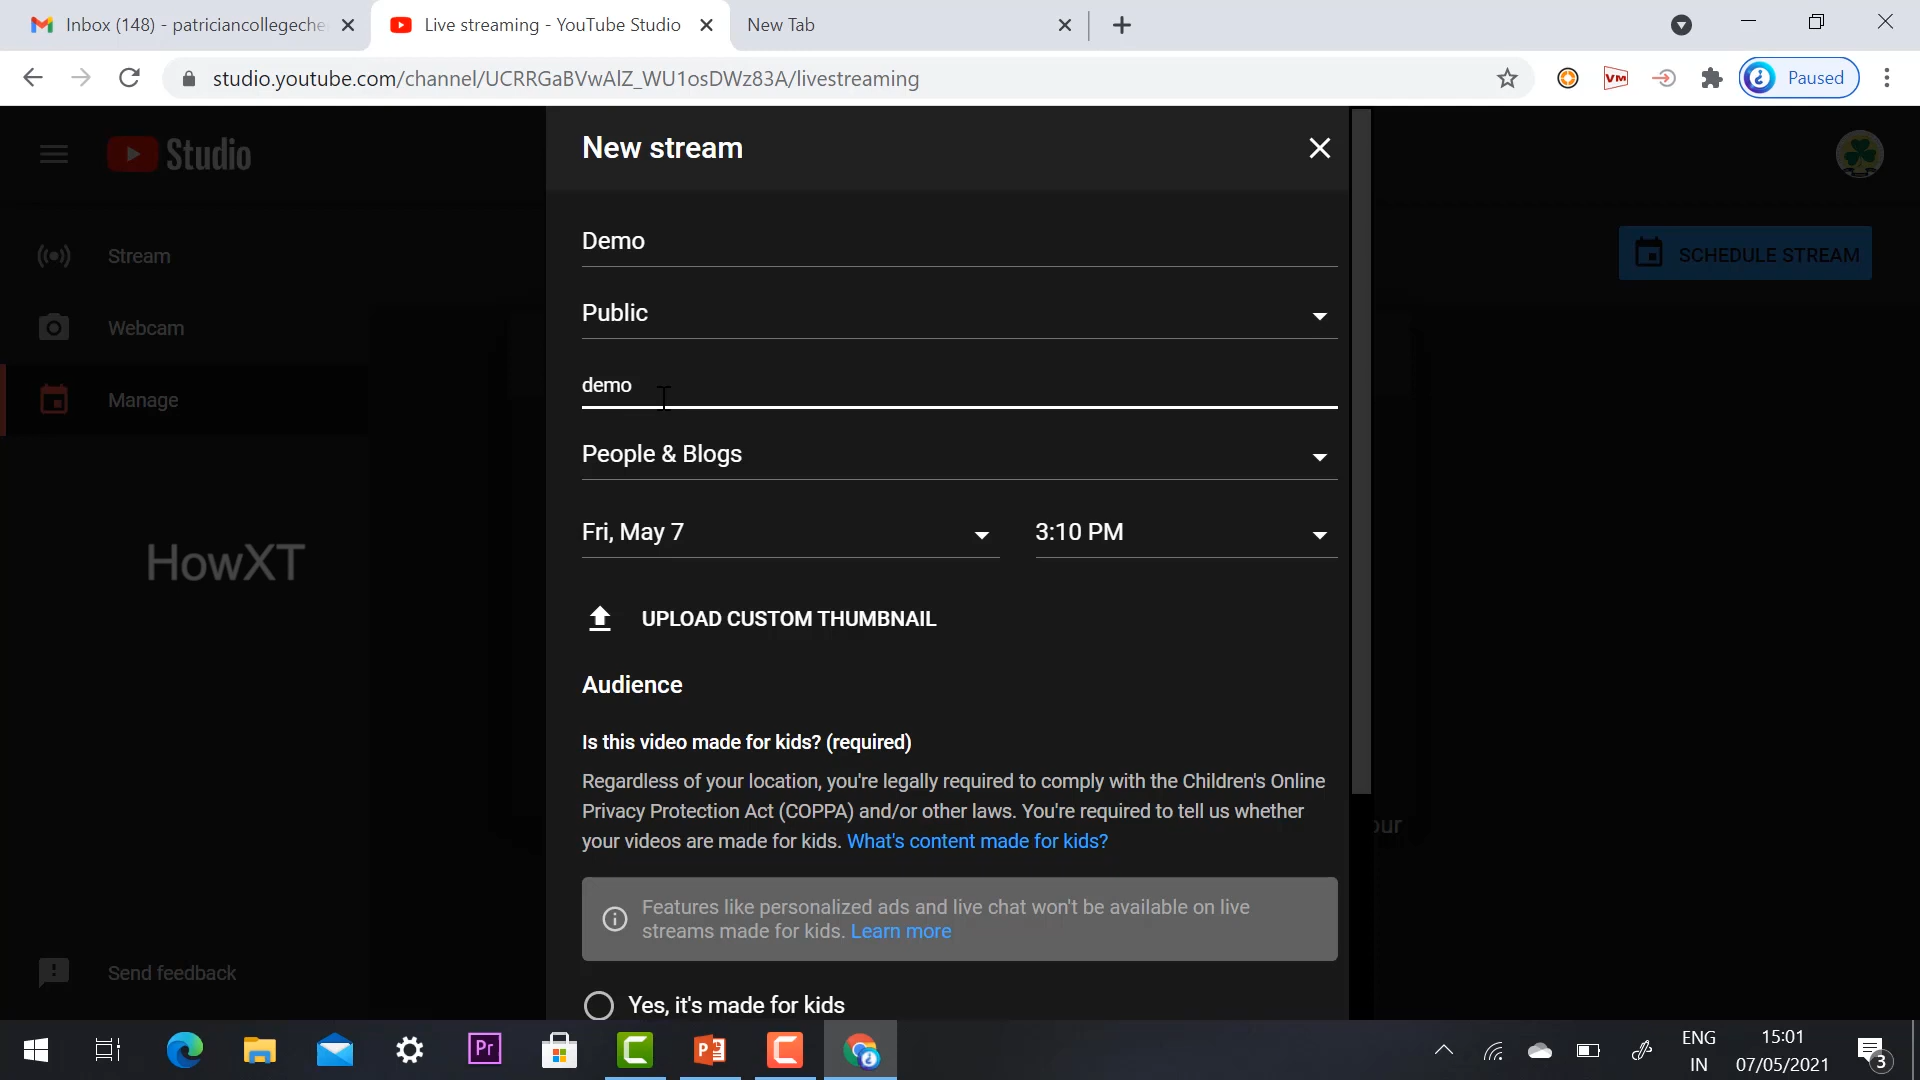 Inbox (148) - patriciancollegeche
Live streaming - YouTube Studio
New Tab
studio.youtube.com/channel/UCRRGaBVwAlZ_WU1osDWz83A/livestreaming
VM
Paused
Studio
New stream
Stream
SCHEDULE STREAM
Webcam
Manage
HowXT
Send feedback
Demo
Public
demo
People & Blogs
Fri, May 7
3:10 PM
UPLOAD CUSTOM THUMBNAIL
Audience
Is this video made for kids? (required)
Regardless of your location, you're legally required to comply with the Children's Online
Privacy Protection Act (COPPA) and/or other laws. You're required to tell us whether
your videos are made for kids. What's content made for kids?
our
Features like personalized ads and live chat won't be available on live
streams made for kids. Learn more
Yes, it's made for kids
Pr
ENG
IN
15:01
07/05/2021
3